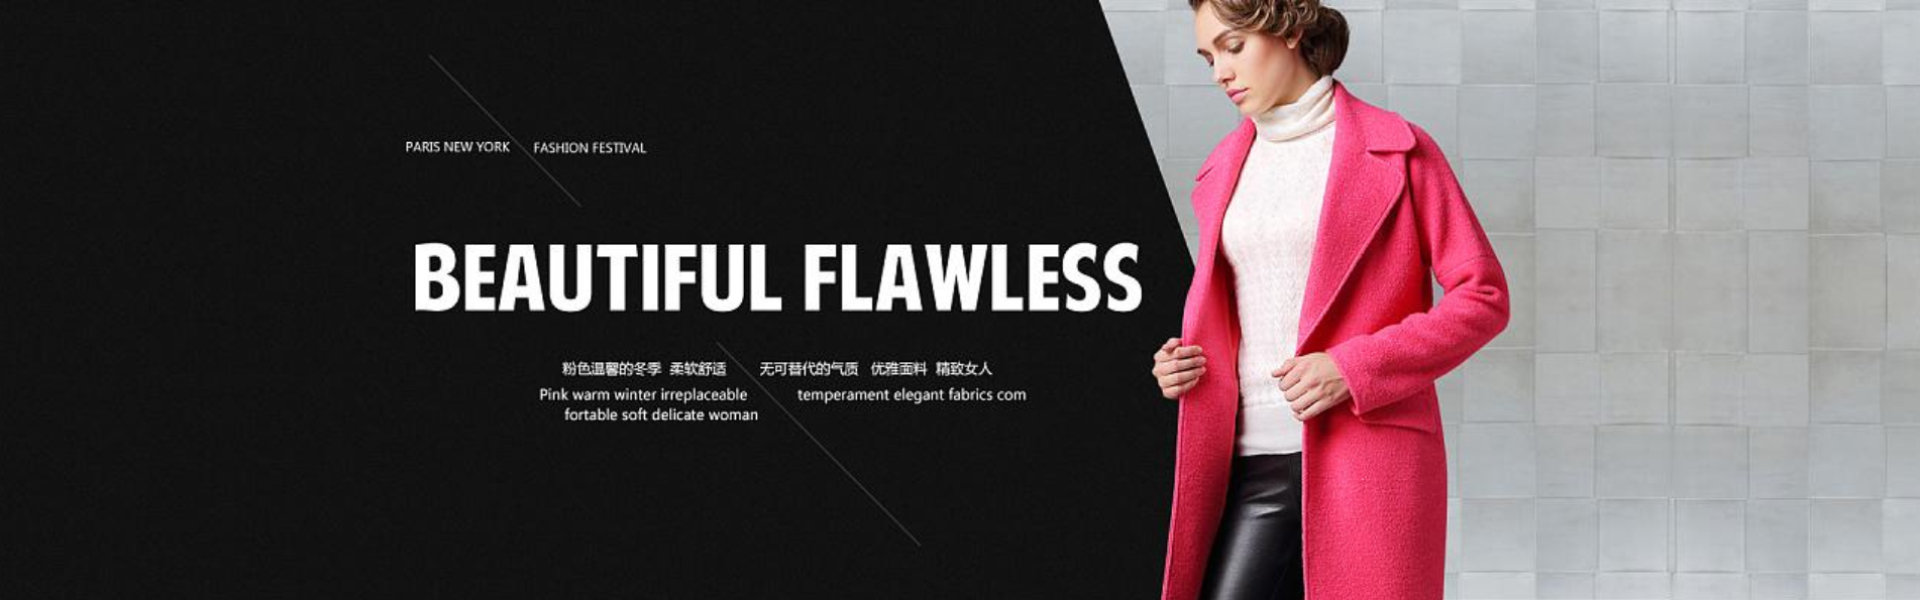 PARIS NEW YORK FASHION FESTIVAL
BEAUTIFUL FLAWLESS
粉色温馨的冬季 柔软舒适 无可替代的气质 优雅面料 精致女人
Pink warm winter irreplaceable temperament elegant fabrics com
fortable soft delicate woman